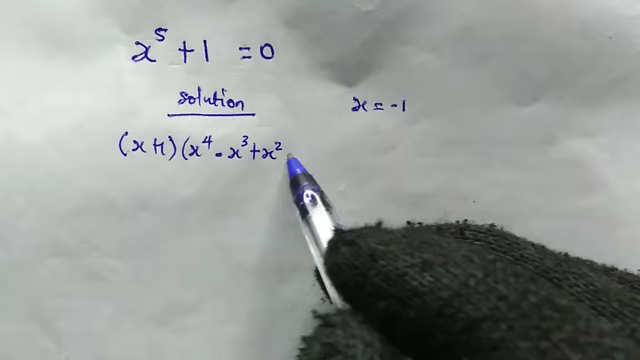 x⁵ + 1 = 0
solution
x = -1
(x+1)(x⁴ - x³ + x²